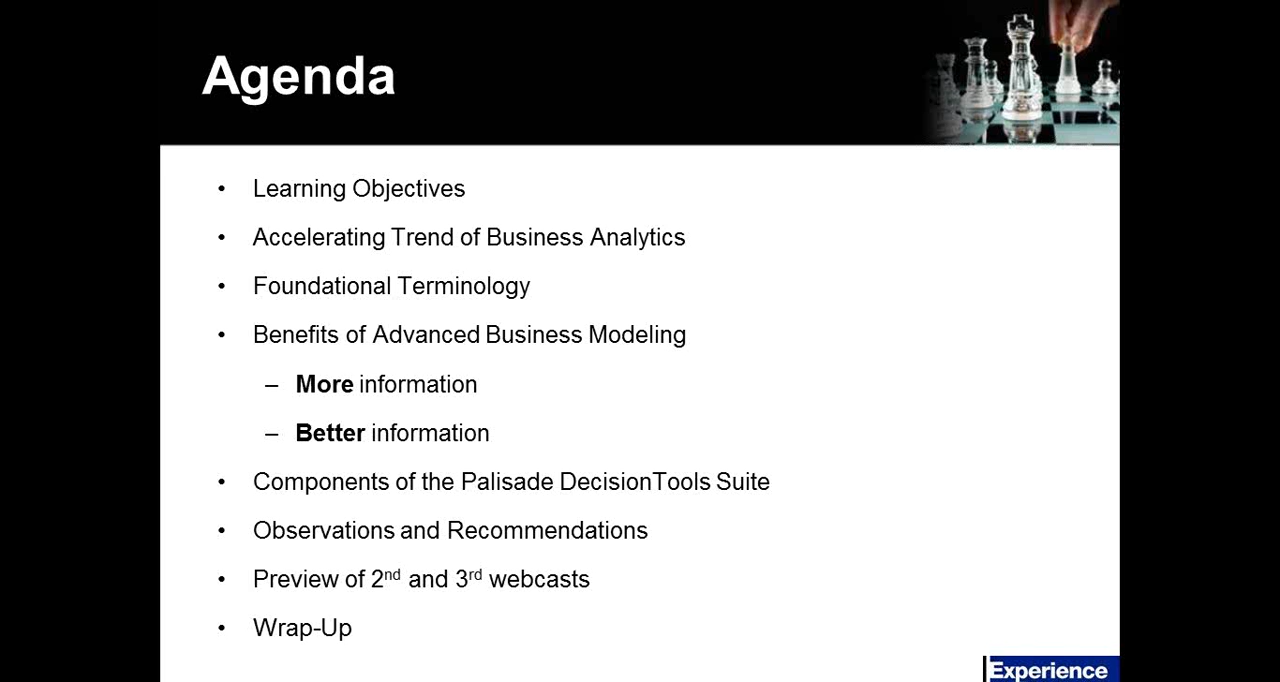 Agenda
• Learning Objectives
• Accelerating Trend of Business Analytics
• Foundational Terminology
• Benefits of Advanced Business Modeling
– More information
– Better information
• Components of the Palisade DecisionTools Suite
• Observations and Recommendations
• Preview of 2nd and 3rd webcasts
• Wrap-Up
Experience